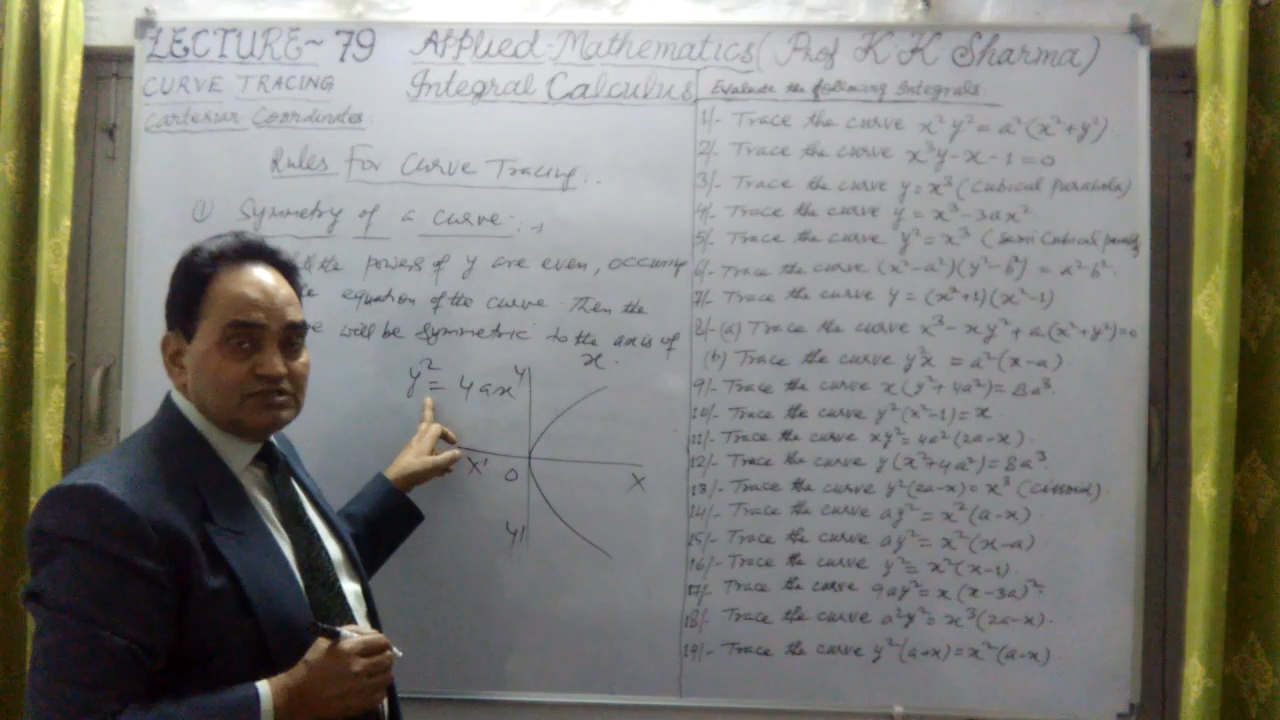 LECTURE~79 Applied-Mathematics (Prof K K Sharma)
CURVE TRACING Integral Calculus
Cartesian Coordinates:
Rules For Curve Tracing:-
① Symmetry of a curve:-
the powers of y are even, occuring
equation of the curve. Then the
will be symmetric to the axis of
x.
y² = 4ax
Y
X' O X
Y'
Evaluate the following Integrals
1/- Trace the curve x² y² = a² (x² + y²)
2/- Trace the curve x³y - x - 1 = 0
3/- Trace the curve y = x³ (Cubical Parabola)
4/- Trace the curve y = x³ - 3ax²
5/- Trace the curve y² = x³ (Semi Cubical
6/- Trace the curve (x² - a²)(y² - b²) = a² b².
7/- Trace the curve y = (x² + 1)(x² - 1)
8/- (a) Trace the curve x³ - xy² + a(x² + y²) = 0
(b) Trace the curve y²x = a² (x - a)
9/- Trace the curve x(y² + 4a²) = 8a³.
10/- Trace the curve y² (x² - 1) = x
11/- Trace the curve xy² = 4a² (2a - x).
12/- Trace the curve y(x² + 4a²) = 8a³
13/- Trace the curve y² (2a - x) = x³ (Cissoid).
14/- Trace the curve ay² = x² (a - x)
15/- Trace the curve ay² = x² (x - a)
16/- Trace the curve y² = x² (x - 1).
17/- Trace the curve 9ay² = x (x - 3a)²
18/- Trace the curve a²y² = x³ (2a - x).
19/- Trace the curve y² (a + x) = x² (a - x)